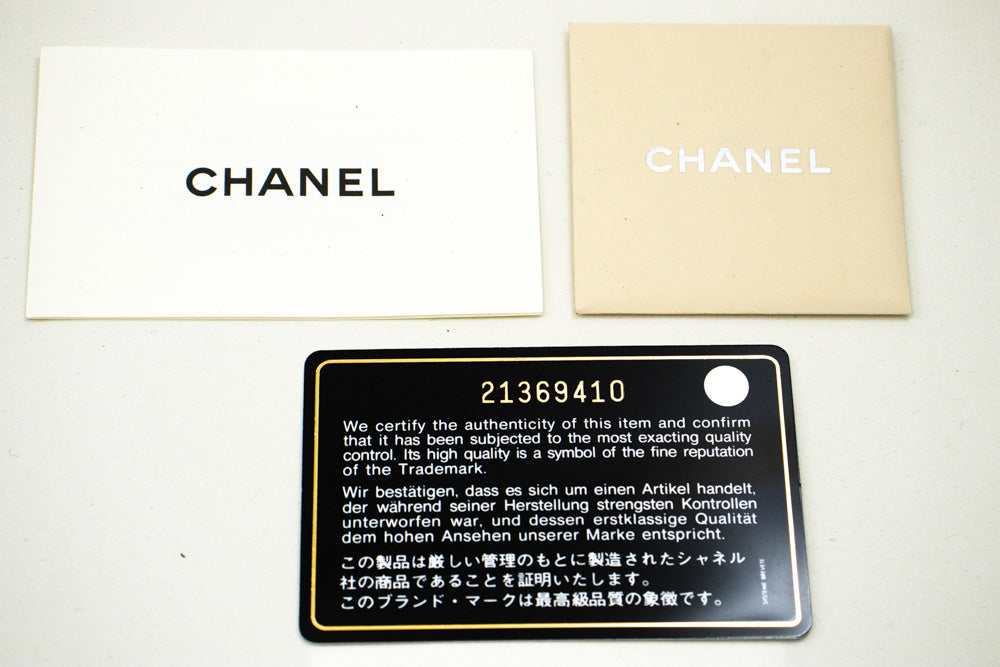 CHANEL
CHANEL
21369410
We certify the authenticity of this item and confirm
that it has been subjected to the most exacting quality
control. Its high quality is a symbol of the fine reputation
of the Trademark.
Wir bestätigen, dass es sich um einen Artikel handelt,
der während seiner Herstellung strengsten Kontrollen
unterworfen war, und dessen erstklassige Qualität
dem hohen Ansehen unserer Marke entspricht.
この製品は厳しい管理のもとに製造されたシャネル
社の商品であることを証明いたします。
このブランド・マークは最高級品質の象徴です。
SYSTEME BREVETE